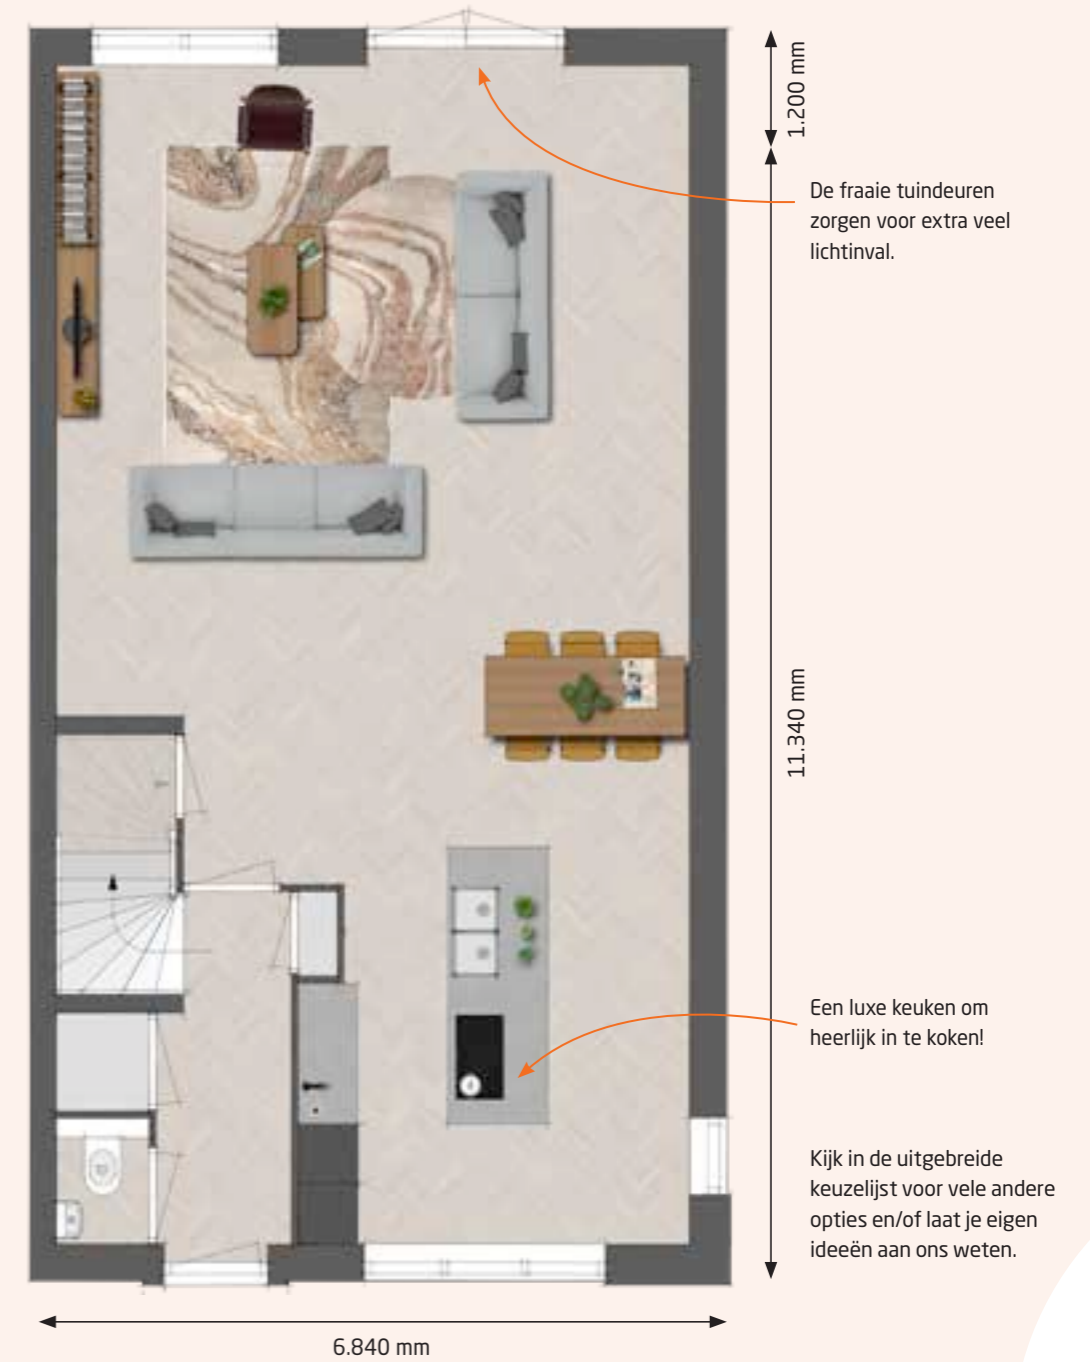 1.200 mm
De fraaie tuindeuren
zorgen voor extra veel
lichtinval.
11.340 mm
Een luxe keuken om
heerlijk in te koken!
Kijk in de uitgebreide
keuzelijst voor vele andere
opties en/of laat je eigen
ideeën aan ons weten.
6.840 mm